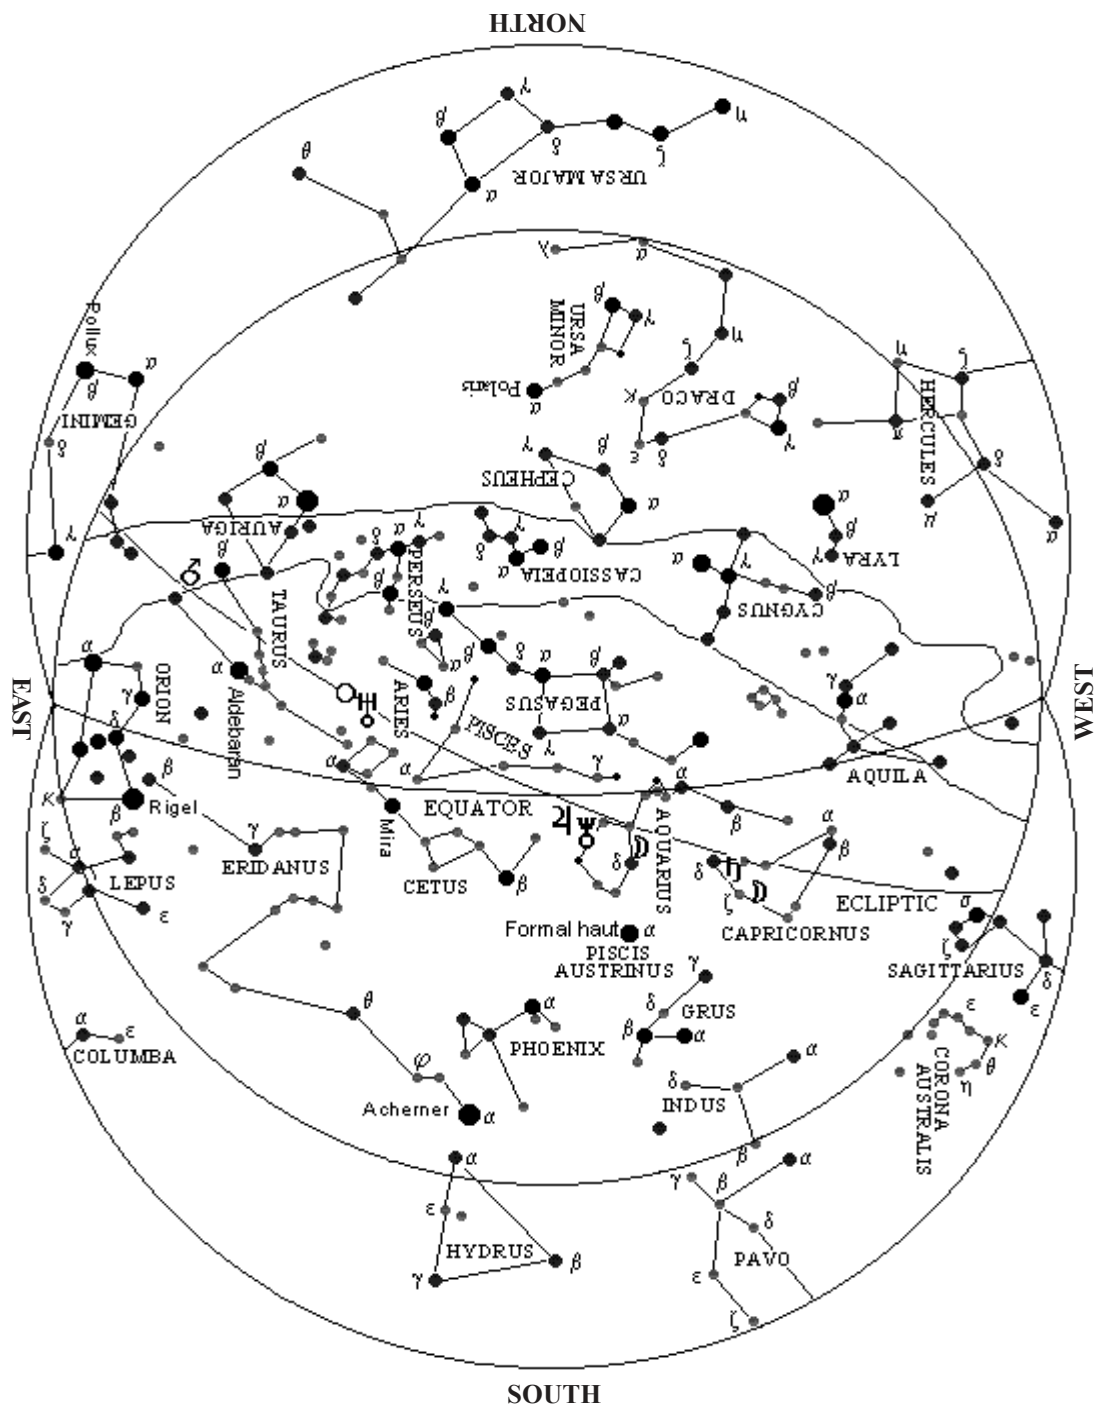 NORTH
γ
β
η
δ
ζ
θ
URSA MAJOR
α
λ
α
β
URSA
MINOR
γ
η
Pollux
α
ζ
η
ζ
β
Polaris
α
κ
DRACO
β
HERCULES
π
GEMINI
δ
β
γ
CEPHEUS
β
ε
δ
γ
δ
α
α
α
μ
α
AURIGA
γ
δ
α
γ
PERSEUS
γ
δ
CASSIOPEIA
β
α
β
γ
LYRA
γ
β
β
α
γ
CYGNUS
β
♂
TAURUS
β
α
ORION
α
Aldebaran
α
ARIES
β
β
δ
α
β
PEGASUS
γ
α
EAST
γ
δ
♅
PISCES
γ
α
WEST
α
α
γ
γ
α
AQUILA
κ
β
β
Rigel
EQUATOR
Mira
♃
♆
AQUARIUS
β
α
β
ζ
α
γ
ERIDANUS
LEPUS
CETUS
β
δ
☽
δ
♄
☽
ζ
ECLIPTIC
CAPRICORNUS
δ
γ
ε
Formal haut
α
PISCIS
AUSTRINUS
σ
ζ
SAGITTARIUS
δ
ε
γ
δ
GRUS
α
θ
α
ε
COLUMBA
β
α
PHOENIX
ε
κ
θ
η
CORONA
AUSTRALIS
φ
α
δ
INDUS
Acherner
α
β
α
α
γ
β
ε
δ
HYDRUS
PAVO
γ
β
ε
ζ
SOUTH